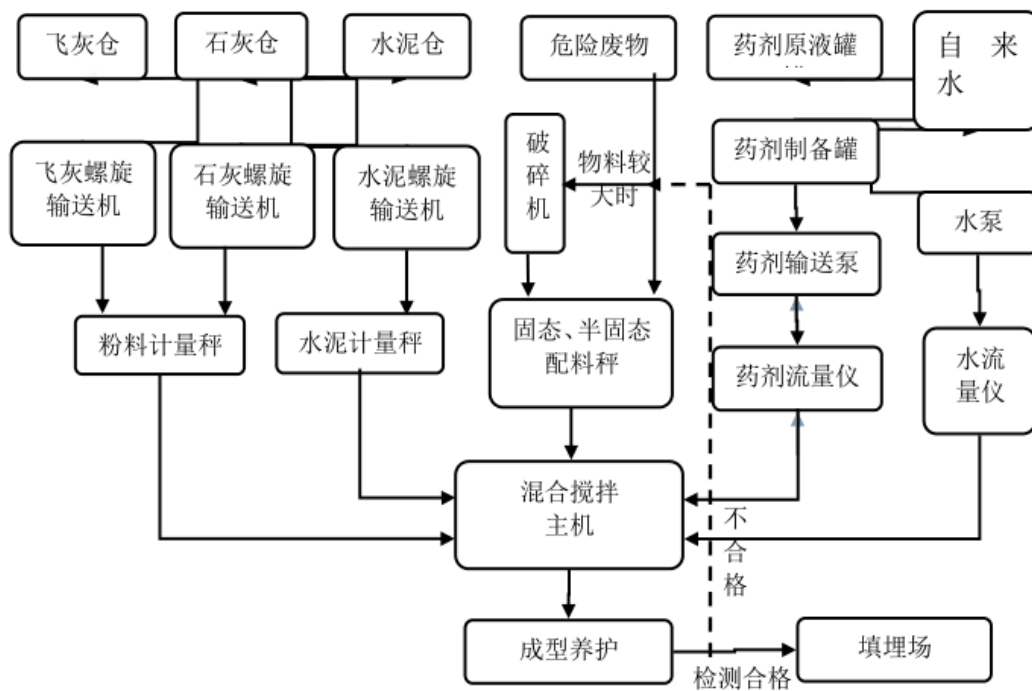 飞灰仓
石灰仓
水泥仓
危险废物
药剂原液罐
自来
水
破
碎
机
物料较
大时
药剂制备罐
飞灰螺旋
输送机
石灰螺旋
输送机
水泥螺旋
输送机
水泵
药剂输送泵
粉料计量秤
水泥计量秤
固态、半固态
配料秤
药剂流量仪
水流
量仪
混合搅拌
主机
不
合
格
成型养护
检测合格
填埋场